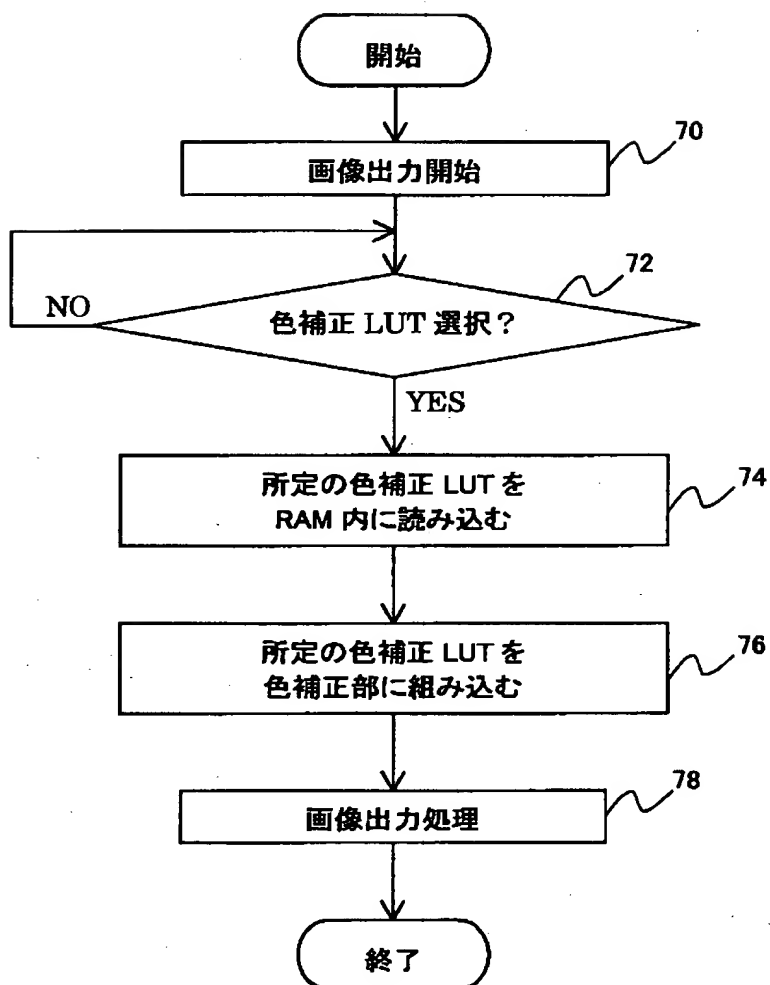 開始
70
画像出力開始
72
NO
色補正 LUT 選択？
YES
74
所定の色補正 LUT を
RAM 内に読み込む
76
所定の色補正 LUT を
色補正部に組み込む
78
画像出力処理
終了